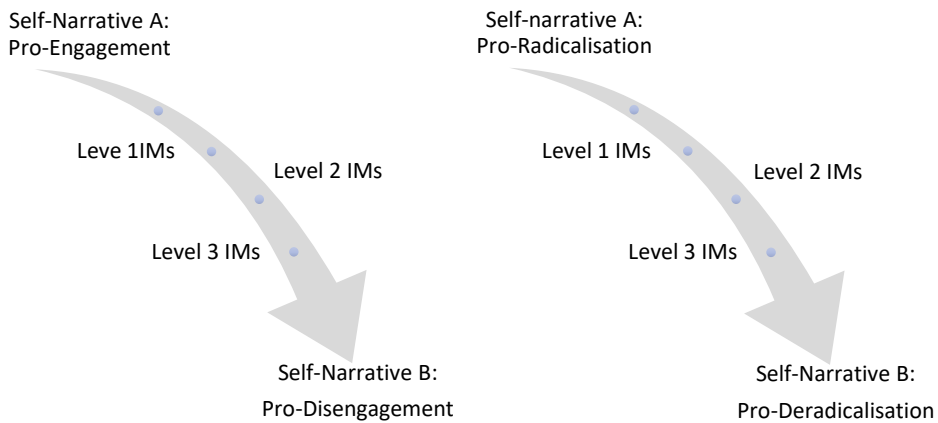 Self-Narrative A:
Pro-Engagement
Leve 1IMs
Level 2 IMs
Level 3 IMs
Self-Narrative B:
Pro-Disengagement
Self-narrative A:
Pro-Radicalisation
Level 1 IMs
Level 2 IMs
Level 3 IMs
Self-Narrative B:
Pro-Deradicalisation